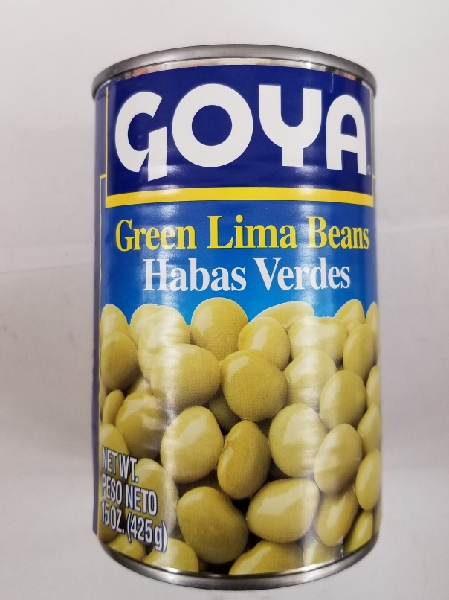 GOYA
Green Lima Beans
Habas Verdes
NET WT.
PESO NETO
15 OZ. (425g)